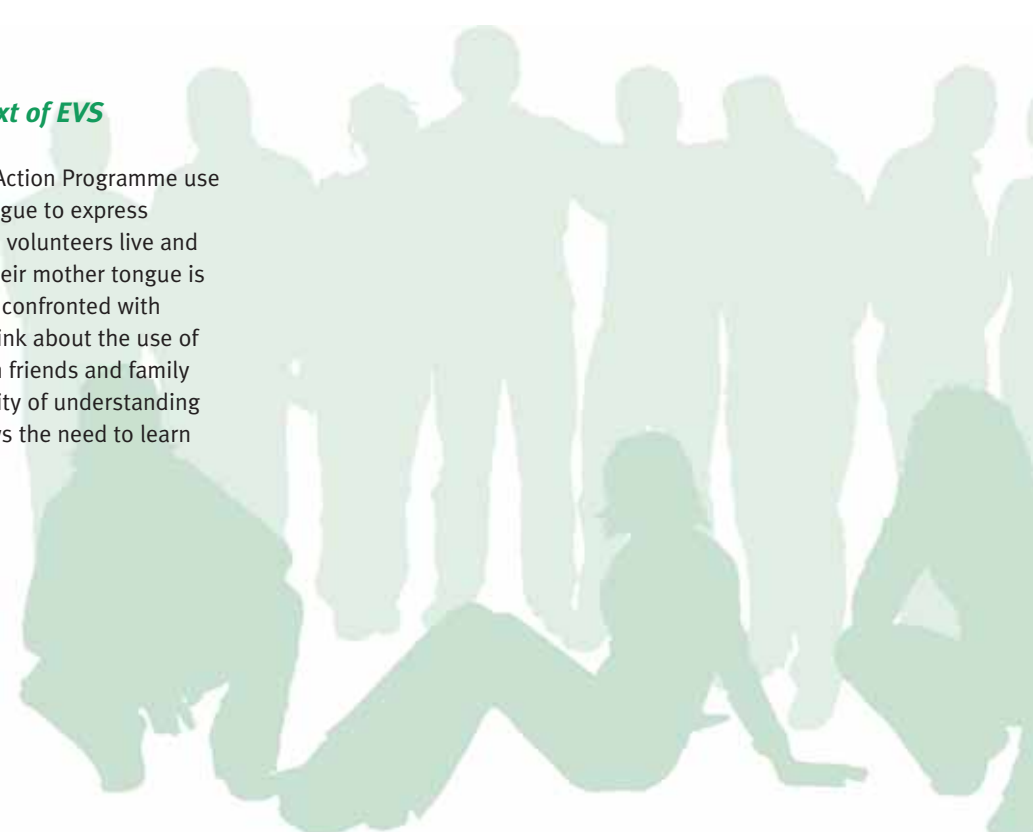 xt of EVS
Action Programme use
gue to express
volunteers live and
eir mother tongue is
confronted with
ink about the use of
friends and family
ity of understanding
s the need to learn